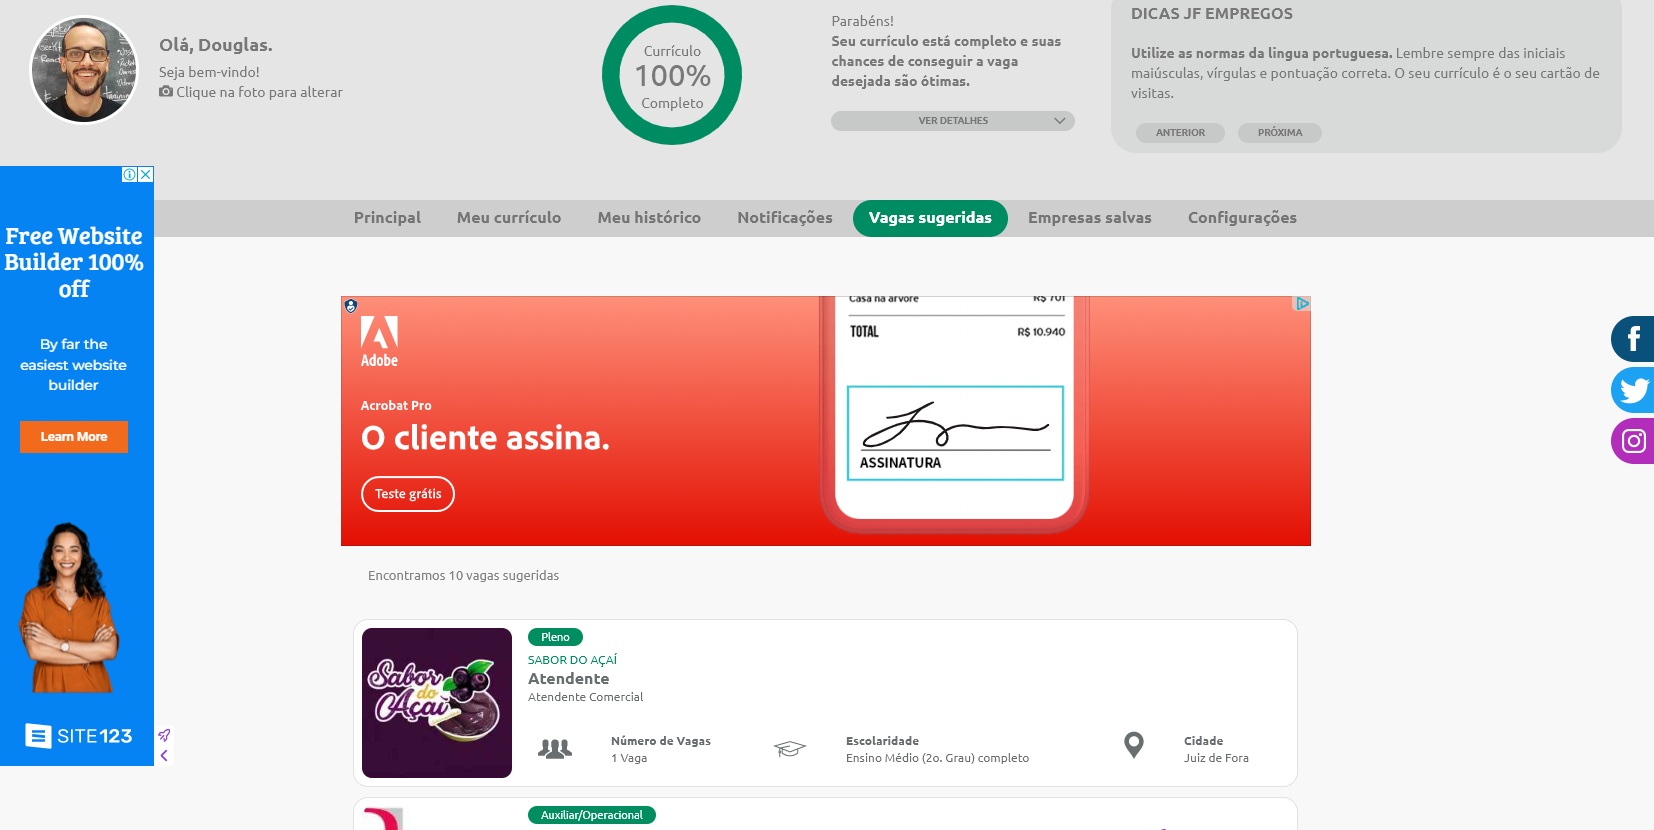 Olá, Douglas.
Seja bem-vindo!
Clique na foto para alterar
Currículo
100%
Completo
Parabéns!
Seu currículo está completo e suas
chances de conseguir a vaga
desejada são ótimas.
VER DETALHES
DICAS JF EMPREGOS
Utilize as normas da lingua portuguesa. Lembre sempre das iniciais
maiúsculas, vírgulas e pontuação correta. O seu currículo é o seu cartão de
visitas.
ANTERIOR
PRÓXIMA
Principal
Meu currículo
Meu histórico
Notificações
Vagas sugeridas
Empresas salvas
Configurações
Free Website
Builder 100%
off
By far the
easiest website
builder
Learn More
SITE123
Adobe
Acrobat Pro
O cliente assina.
Teste grátis
Casa na árvore R$ 701
TOTAL R$ 10.940
ASSINATURA
Encontramos 10 vagas sugeridas
Sabor
do
Açaí
Pleno
SABOR DO AÇAÍ
Atendente
Atendente Comercial
Número de Vagas
1 Vaga
Escolaridade
Ensino Médio (2o. Grau) completo
Cidade
Juiz de Fora
Auxiliar/Operacional